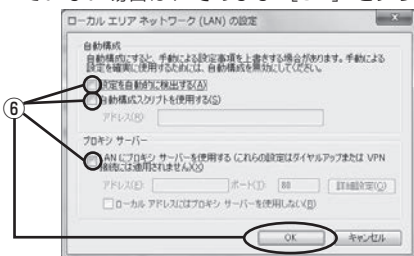 ローカル エリア ネットワーク (LAN) の設定
自動構成
自動構成にすると、手動による設定事項を上書きする場合があります。手動による
設定を確実に使用するためには、自動構成を無効にしてください。
設定を自動的に検出する(A)
自動構成スクリプトを使用する(S)
アドレス(R)
⑥
プロキシ サーバー
LAN にプロキシ サーバーを使用する (これらの設定はダイヤルアップまたは VPN
接続には適用されません)(X)
アドレス(E): ポート(T): 80 詳細設定(C)
ローカル アドレスにはプロキシ サーバーを使用しない(B)
OK キャンセル